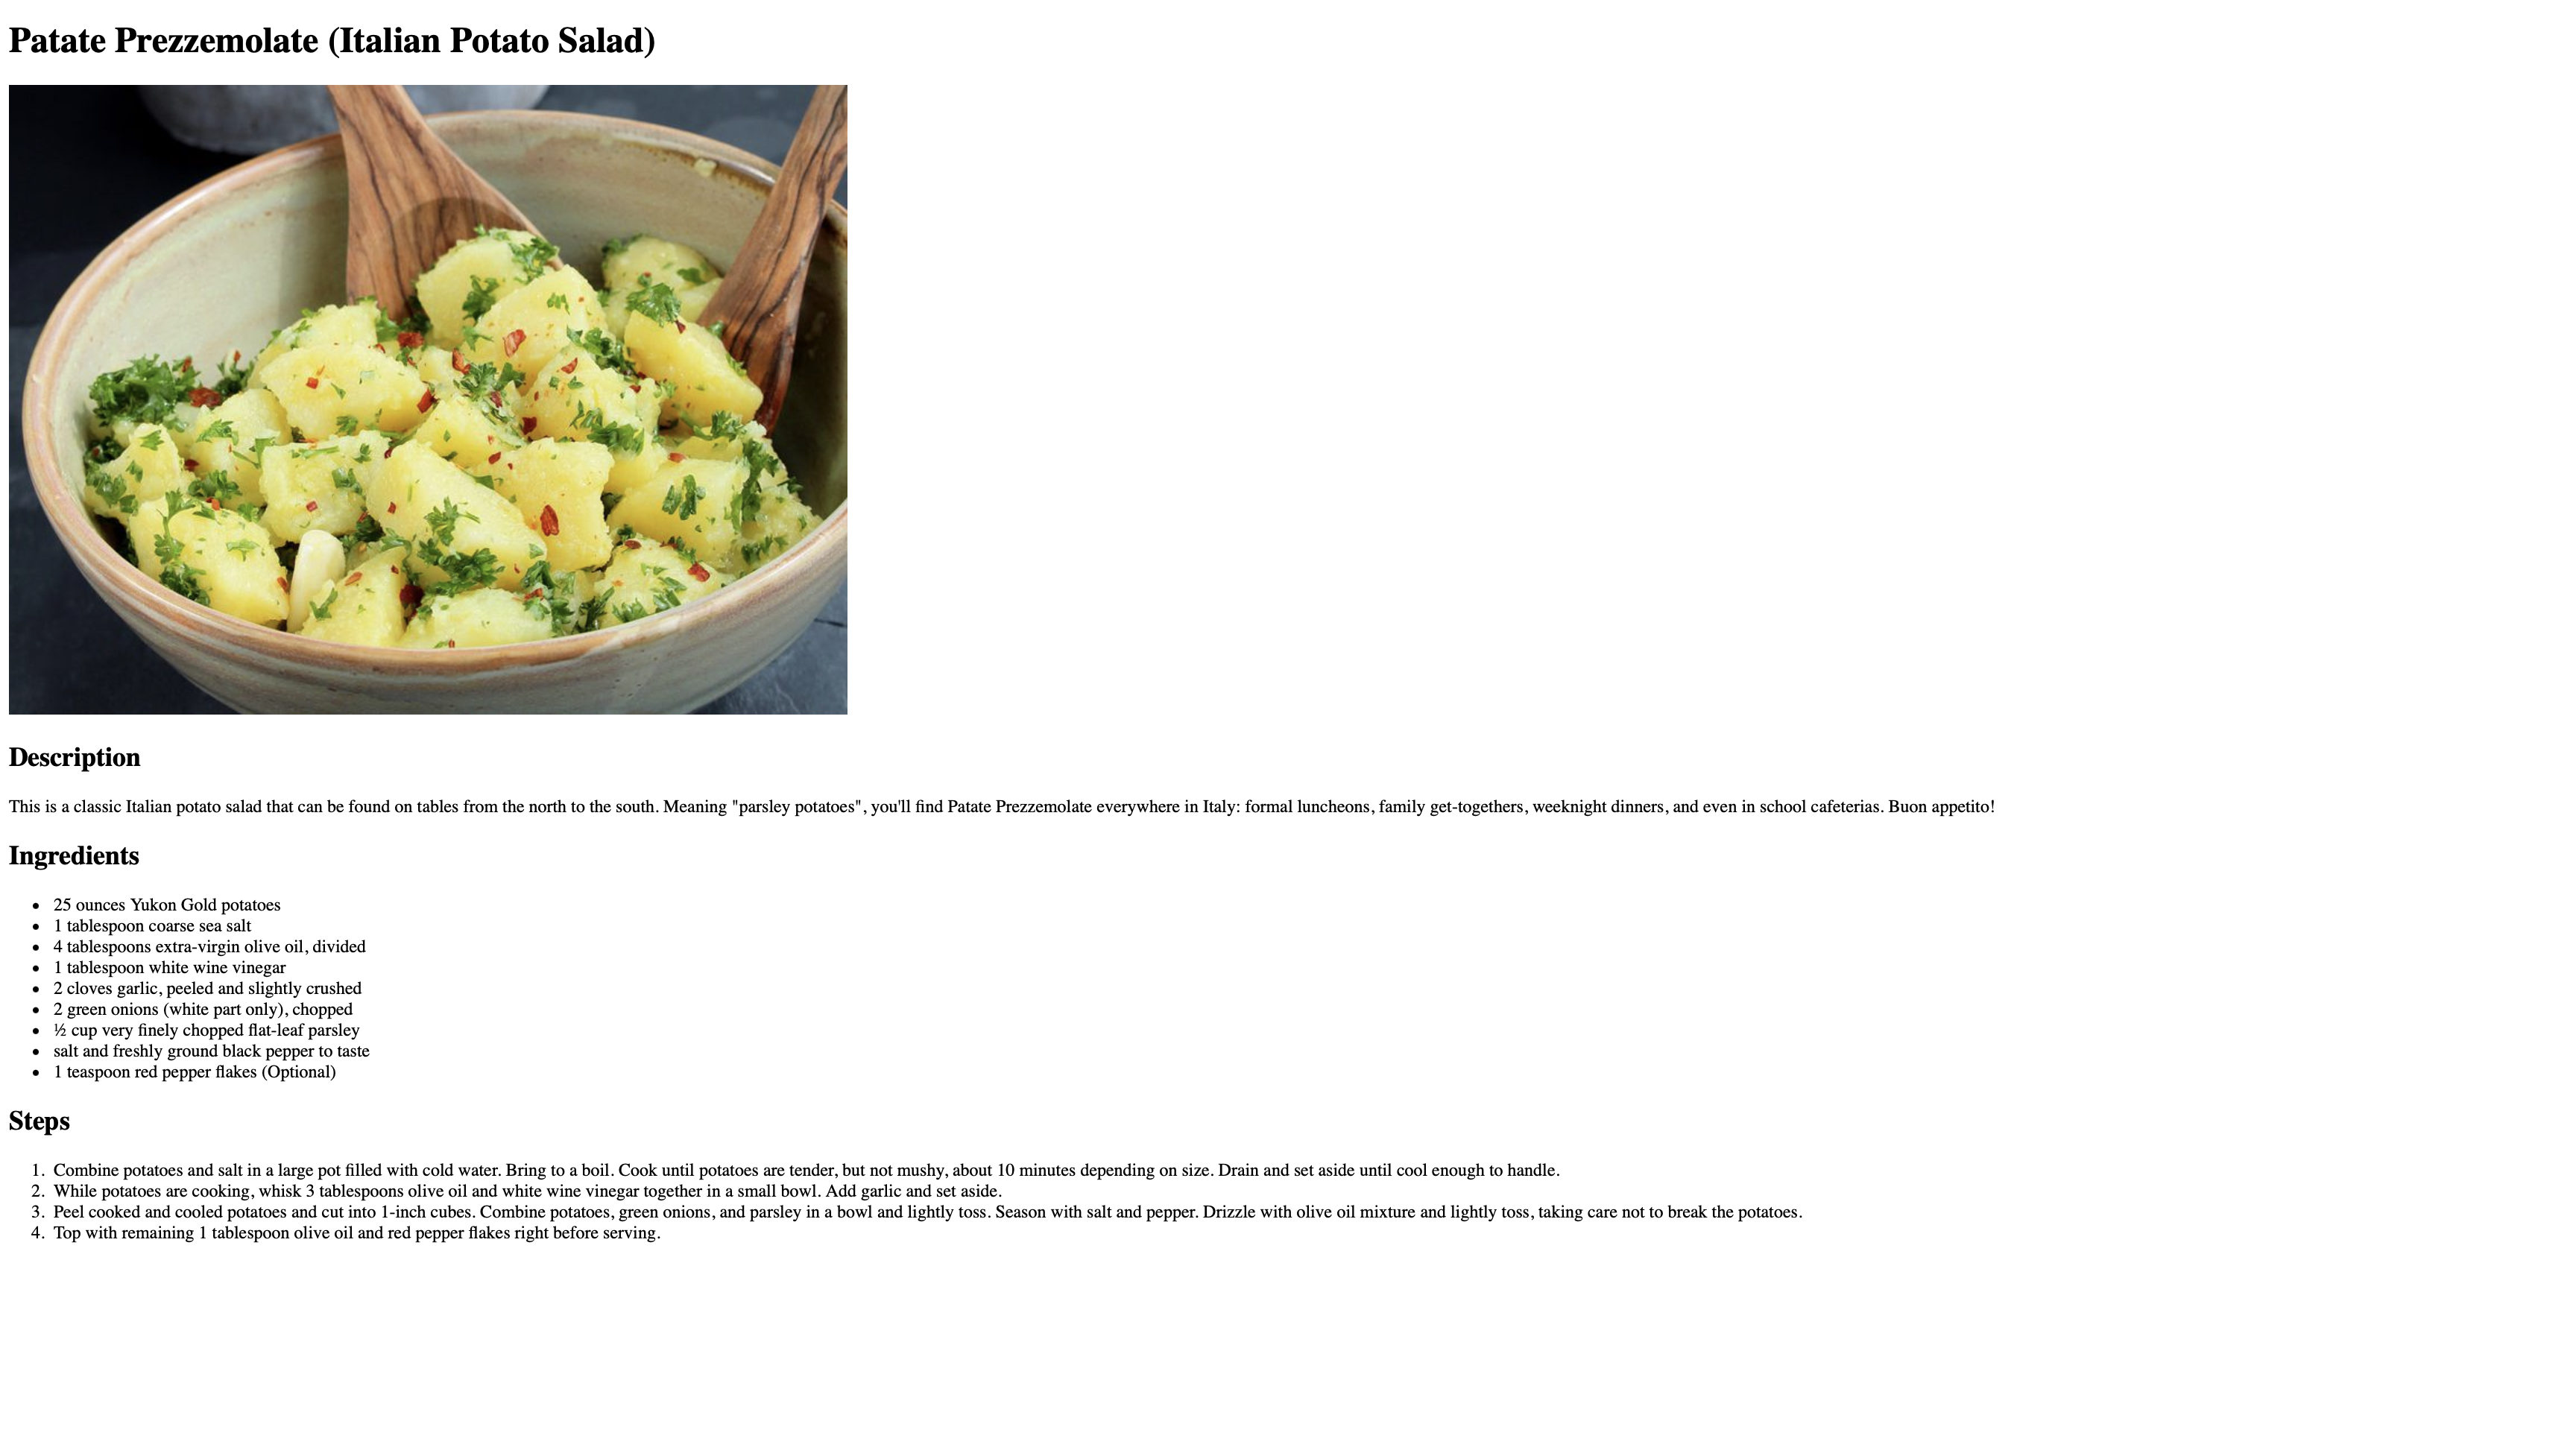 Patate Prezzemolate (Italian Potato Salad)
Description
This is a classic Italian potato salad that can be found on tables from the north to the south. Meaning "parsley potatoes", you'll find Patate Prezzemolate everywhere in Italy: formal luncheons, family get-togethers, weeknight dinners, and even in school cafeterias. Buon appetito!
Ingredients
• 25 ounces Yukon Gold potatoes
• 1 tablespoon coarse sea salt
• 4 tablespoons extra-virgin olive oil, divided
• 1 tablespoon white wine vinegar
• 2 cloves garlic, peeled and slightly crushed
• 2 green onions (white part only), chopped
• ½ cup very finely chopped flat-leaf parsley
• salt and freshly ground black pepper to taste
• 1 teaspoon red pepper flakes (Optional)
Steps
1. Combine potatoes and salt in a large pot filled with cold water. Bring to a boil. Cook until potatoes are tender, but not mushy, about 10 minutes depending on size. Drain and set aside until cool enough to handle.
2. While potatoes are cooking, whisk 3 tablespoons olive oil and white wine vinegar together in a small bowl. Add garlic and set aside.
3. Peel cooked and cooled potatoes and cut into 1-inch cubes. Combine potatoes, green onions, and parsley in a bowl and lightly toss. Season with salt and pepper. Drizzle with olive oil mixture and lightly toss, taking care not to break the potatoes.
4. Top with remaining 1 tablespoon olive oil and red pepper flakes right before serving.